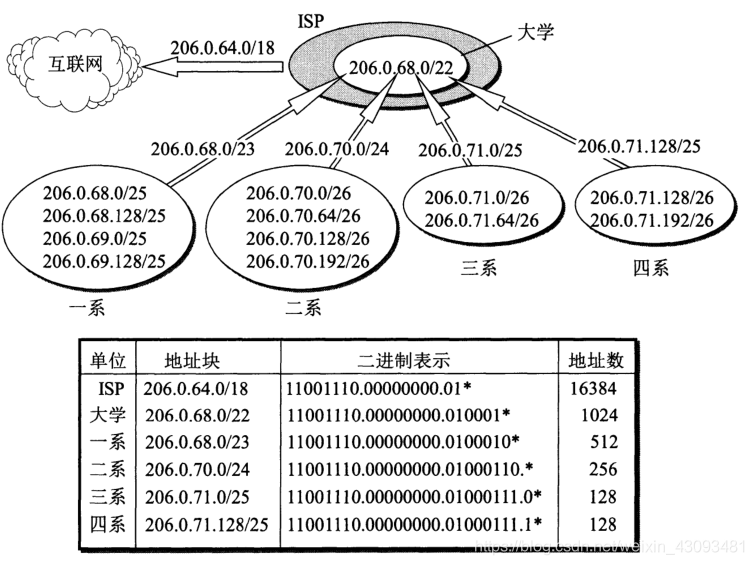 ISP
大学
206.0.64.0/18
互联网
206.0.68.0/22
206.0.68.0/23
206.0.70.0/24
206.0.71.0/25
206.0.71.128/25
206.0.68.0/25
206.0.68.128/25
206.0.69.0/25
206.0.69.128/25
一系
206.0.70.0/26
206.0.70.64/26
206.0.70.128/26
206.0.70.192/26
二系
206.0.71.0/26
206.0.71.64/26
三系
206.0.71.128/26
206.0.71.192/26
四系
单位 地址块 二进制表示 地址数
ISP 206.0.64.0/18 11001110.00000000.01* 16384
大学 206.0.68.0/22 11001110.00000000.010001* 1024
一系 206.0.68.0/23 11001110.00000000.0100010* 512
二系 206.0.70.0/24 11001110.00000000.01000110.* 256
三系 206.0.71.0/25 11001110.00000000.01000111.0* 128
四系 206.0.71.128/25 11001110.00000000.01000111.1* 128
https://blog.csdn.net/weixin_43093481